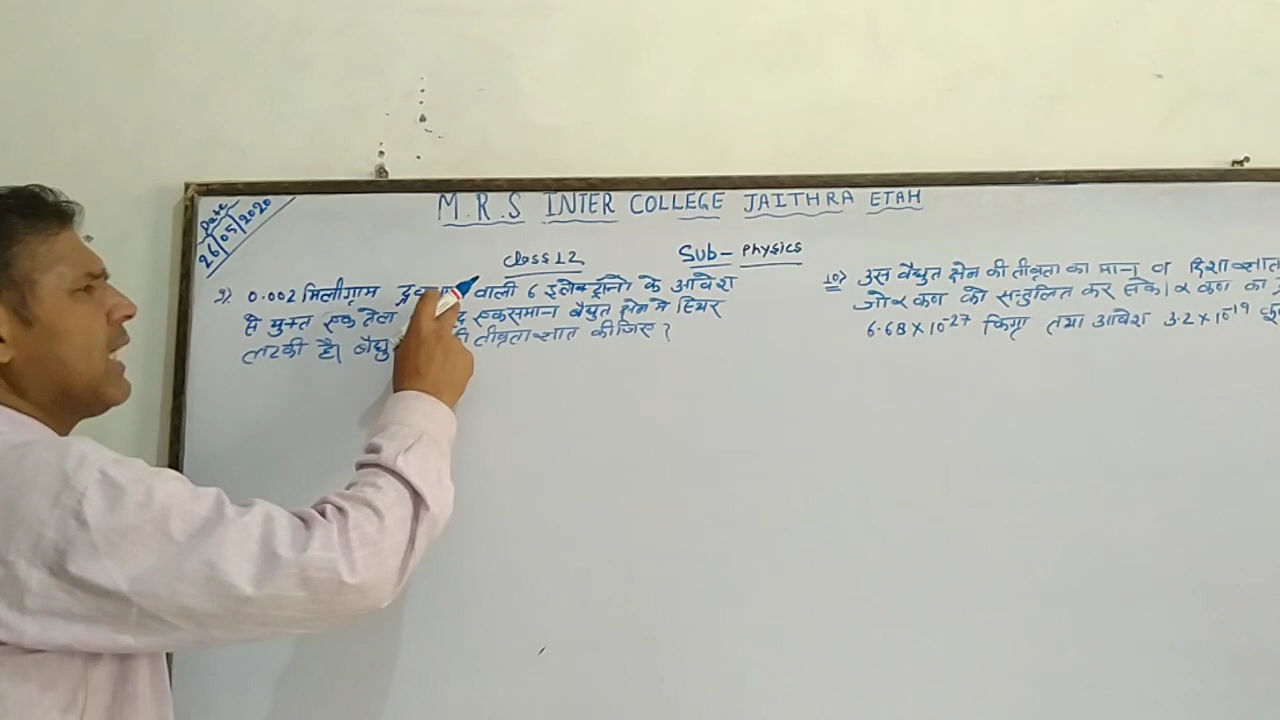 Date
26/05/2020
M.R.S INTER COLLEGE JAITHRA ETAH
Class 12 Sub- Physics
9) 0.002 मिलीग्राम वाली 6 इलेक्ट्रॉनो के आवेश
से युक्त एक तेल एकसमान वैद्युत क्षेत्र मे स्थिर
लटकी है। तीव्रता ज्ञात कीजिए ?
10) उस वैद्युत क्षेत्र की तीव्रता का मान व दिशा ज्ञात
जो α कण को सन्तुलित कर सके। α कण का
6.68 × 10⁻²⁷ किग्रा तथा आवेश 3.2 × 10⁻¹⁹